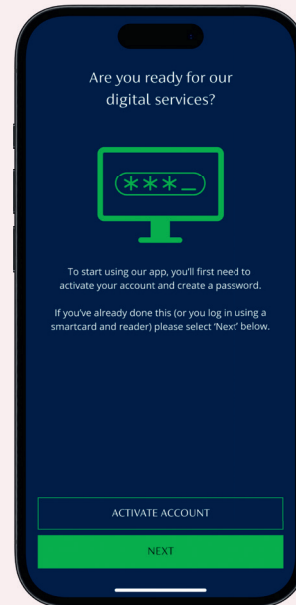 Are you ready for our
digital services?
***_
To start using our app, you'll first need to
activate your account and create a password.
If you've already done this (or you log in using a
smartcard and reader) please select 'Next' below.
ACTIVATE ACCOUNT
NEXT